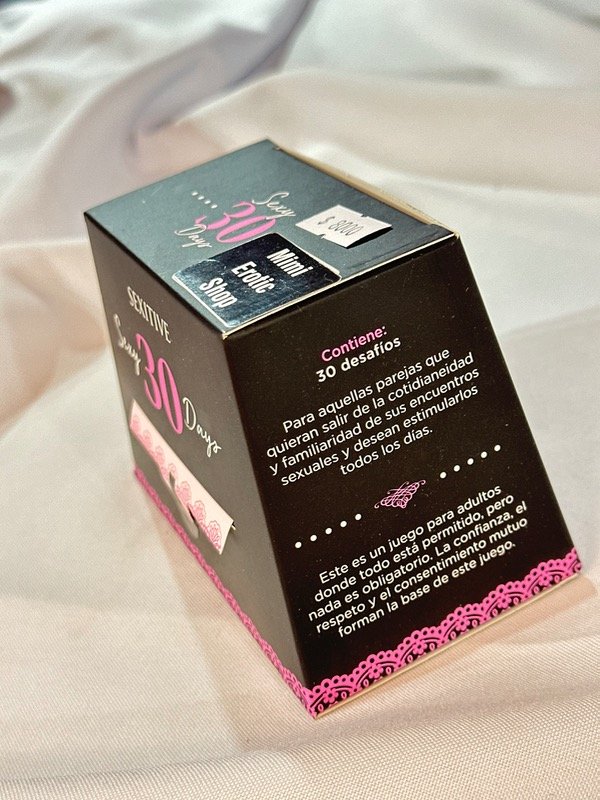 Sexy
30
Days
$ 8000
Mini
Erotic
Shop
SEXITIVE
Sexy
30
Days
Contiene:
30 desafíos
Para aquellas parejas que
quieran salir de la cotidianeidad
y familiaridad de sus encuentros
sexuales y desean estimularlos
todos los días.
Este es un juego para adultos
donde todo está permitido, pero
nada es obligatorio. La confianza, el
respeto y el consentimiento mutuo
forman la base de este juego.